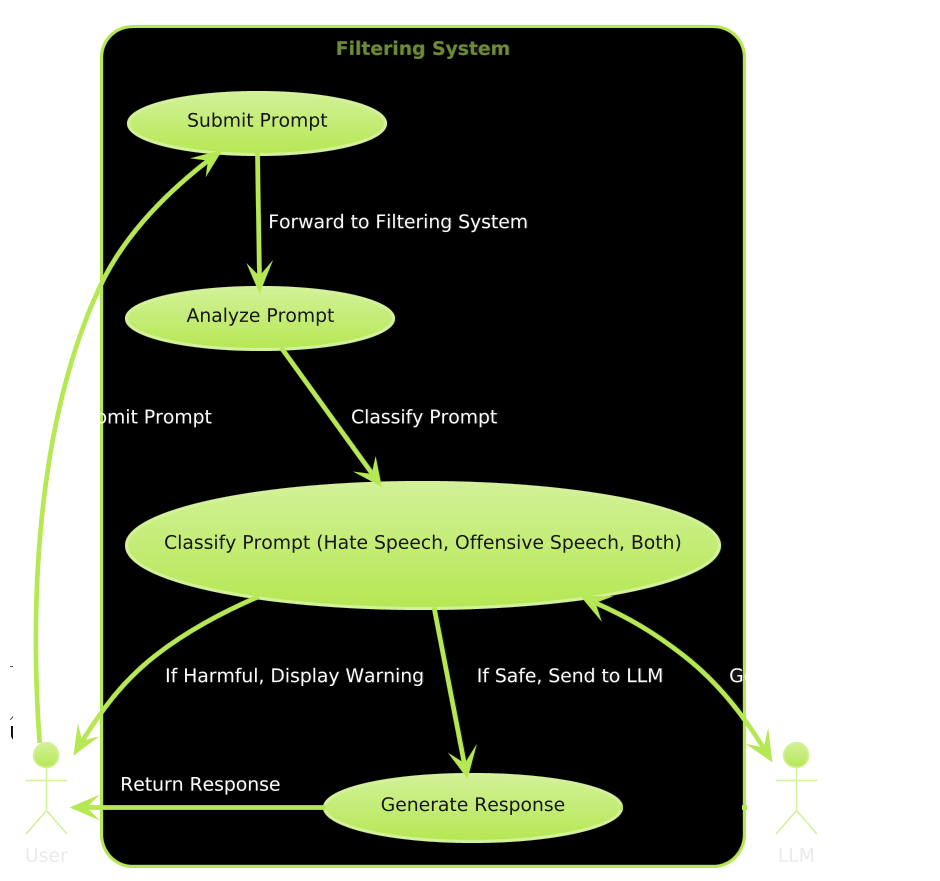 Filtering System
Submit Prompt
Forward to Filtering System
Analyze Prompt
Prompt
Classify Prompt
Classify Prompt (Hate Speech, Offensive Speech, Both)
If Harmful, Display Warning
If Safe, Send to LLM
Return Response
Generate Response
User
LLM